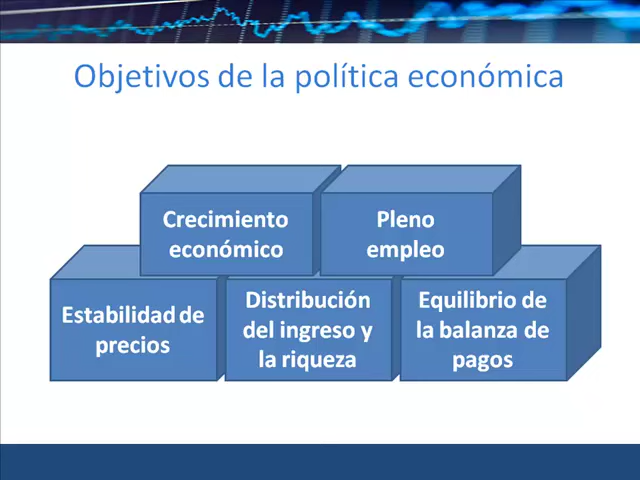 Objetivos de la política económica
Crecimiento
económico
Pleno
empleo
Estabilidad de
precios
Distribución
del ingreso y
la riqueza
Equilibrio de
la balanza de
pagos